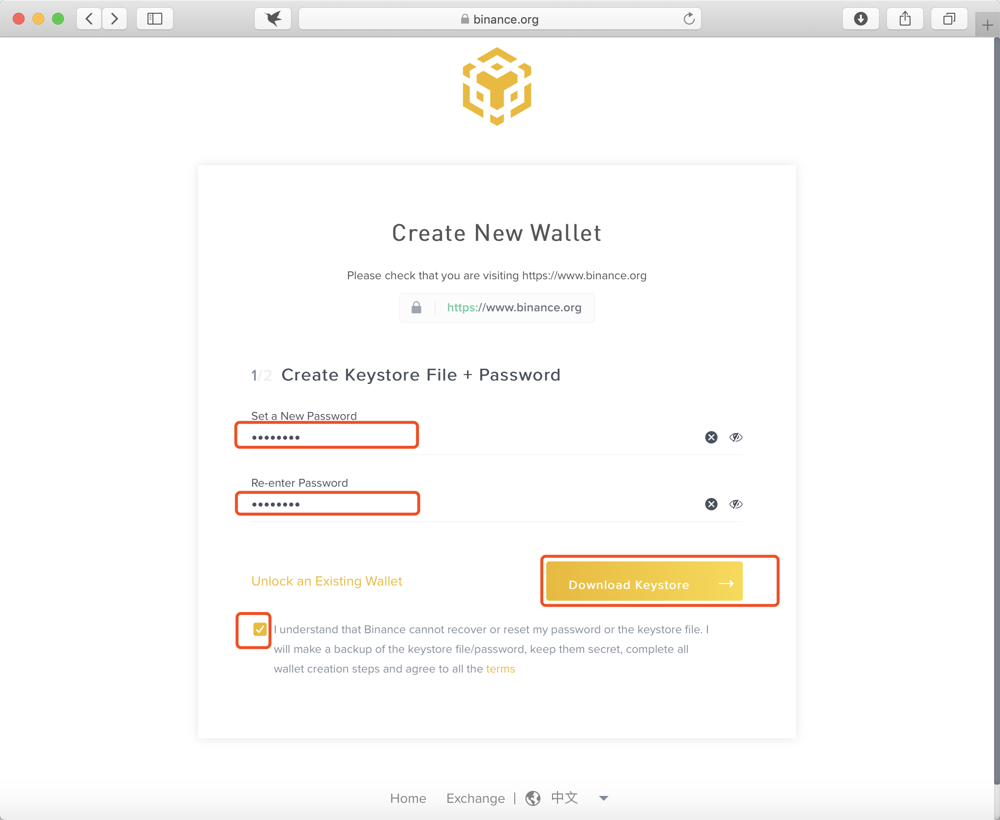 binance.org
Create New Wallet
Please check that you are visiting https://www.binance.org
https://www.binance.org
1/2 Create Keystore File + Password
Set a New Password
••••••••
Re-enter Password
••••••••
Unlock an Existing Wallet
Download Keystore →
I understand that Binance cannot recover or reset my password or the keystore file. I
will make a backup of the keystore file/password, keep them secret, complete all
wallet creation steps and agree to all the terms
Home Exchange | 中文